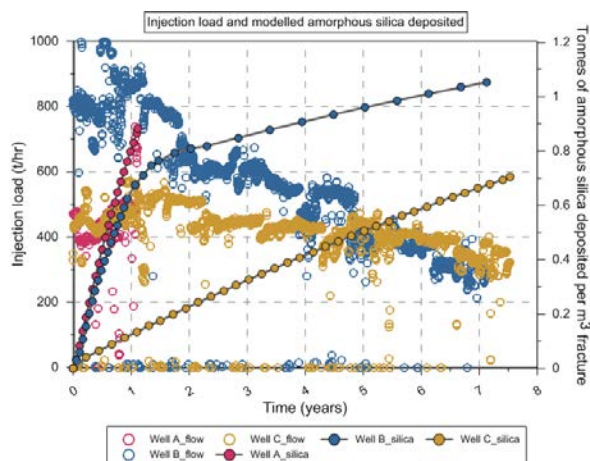 Injection load and modelled amorphous silica deposited
1000
800
600
400
200
0
Injection load (t/hr)
1.2
1
0.8
0.6
0.4
0.2
0
Tonnes of amorphous silica deposited per m3 fracture
0 1 2 3 4 5 6 7 8
Time (years)
Well A_flow Well C_flow Well B_silica Well C_silica
Well B_flow Well A_silica